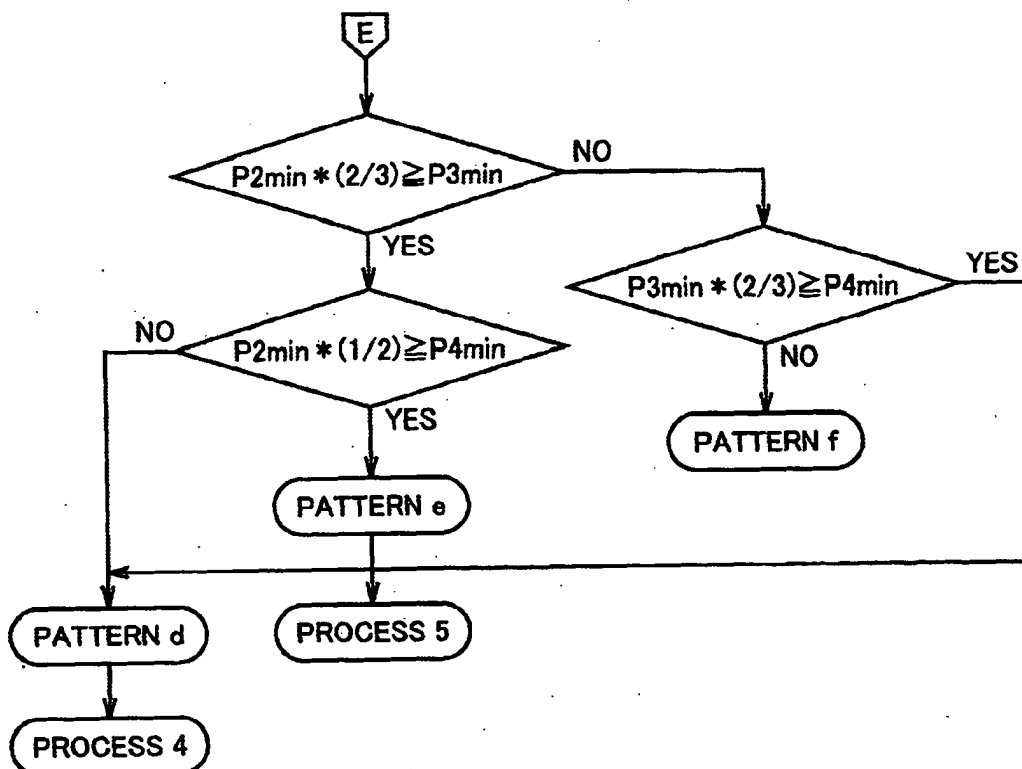 E
P2min*(2/3)≧P3min
NO
YES
P3min*(2/3)≧P4min
YES
NO
P2min*(1/2)≧P4min
NO
YES
PATTERN f
PATTERN e
PATTERN d
PROCESS 5
PROCESS 4